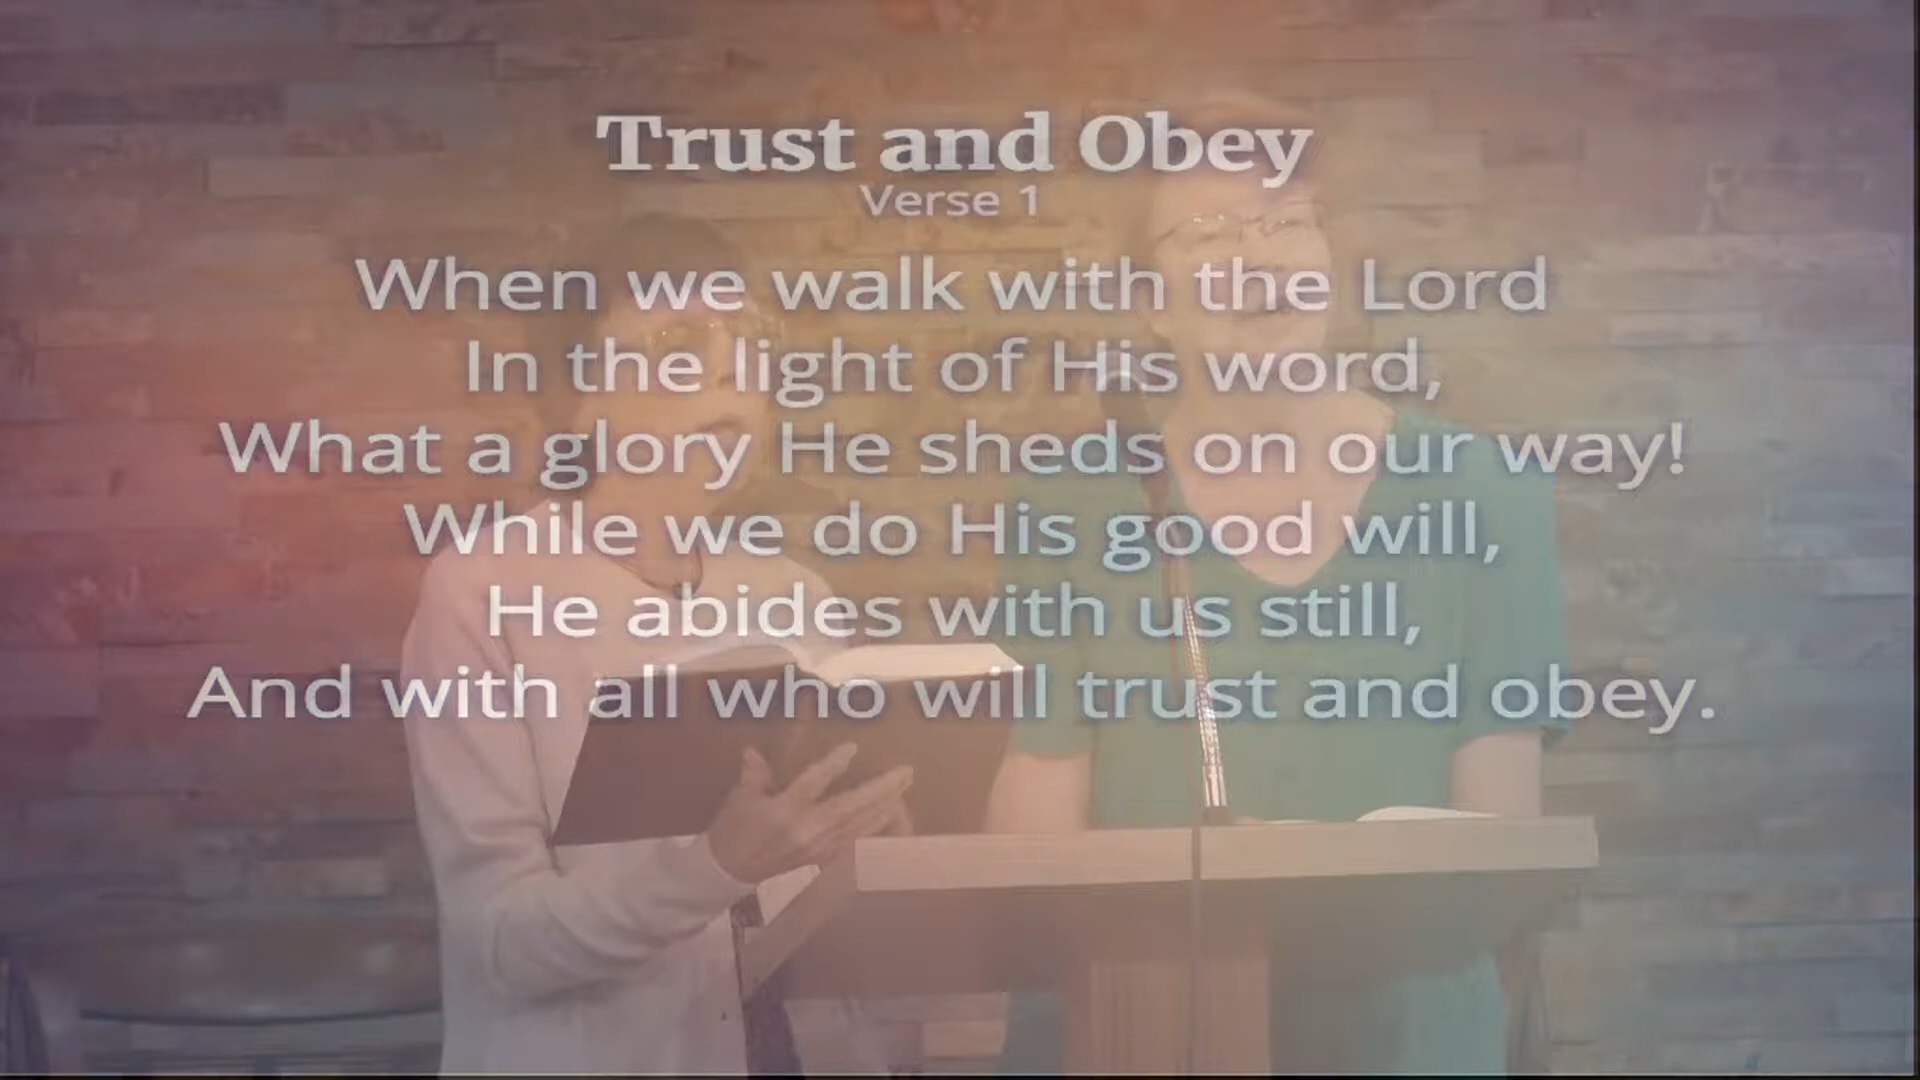 Trust and Obey
Verse 1
When we walk with the Lord
In the light of His word,
What a glory He sheds on our way!
While we do His good will,
He abides with us still,
And with all who will trust and obey.